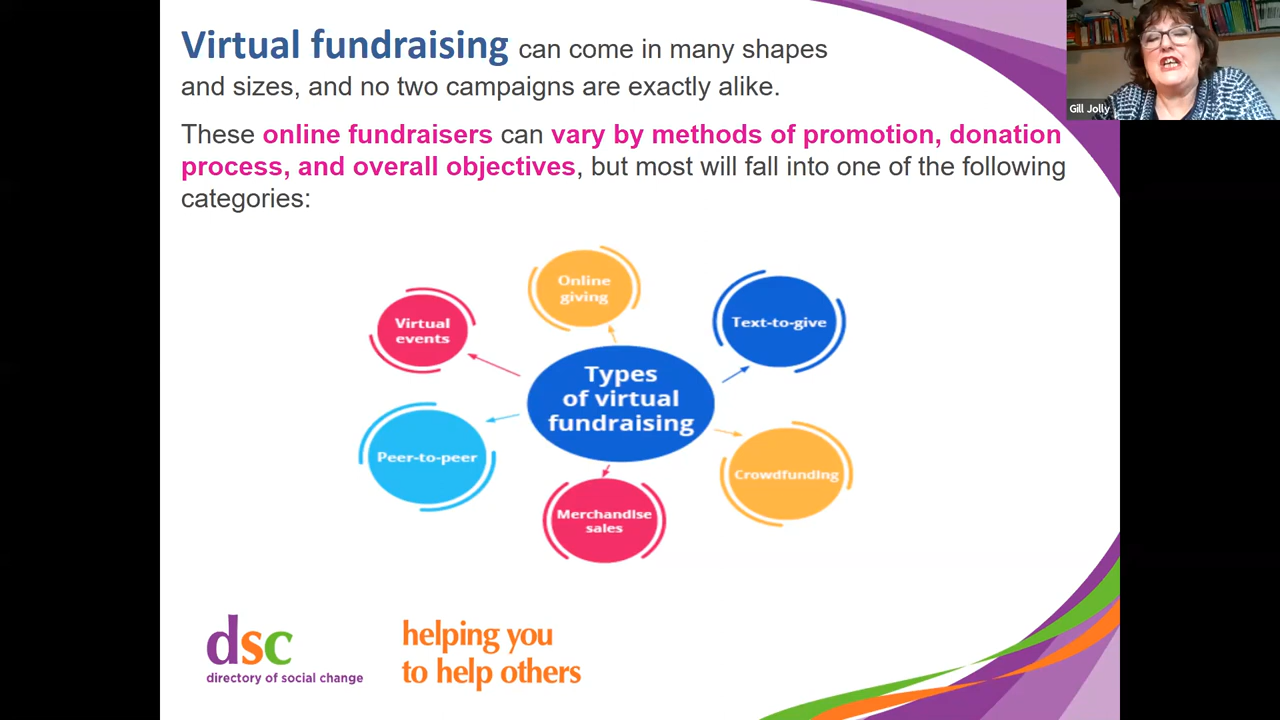 Virtual fundraising can come in many shapes
and sizes, and no two campaigns are exactly alike.
These online fundraisers can vary by methods of promotion, donation
process, and overall objectives, but most will fall into one of the following
categories:
Gill Jolly
Online
giving
Text-to-give
Virtual
events
Types
of virtual
fundraising
Peer-to-peer
Crowdfunding
Merchandise
sales
dsc
directory of social change
helping you
to help others